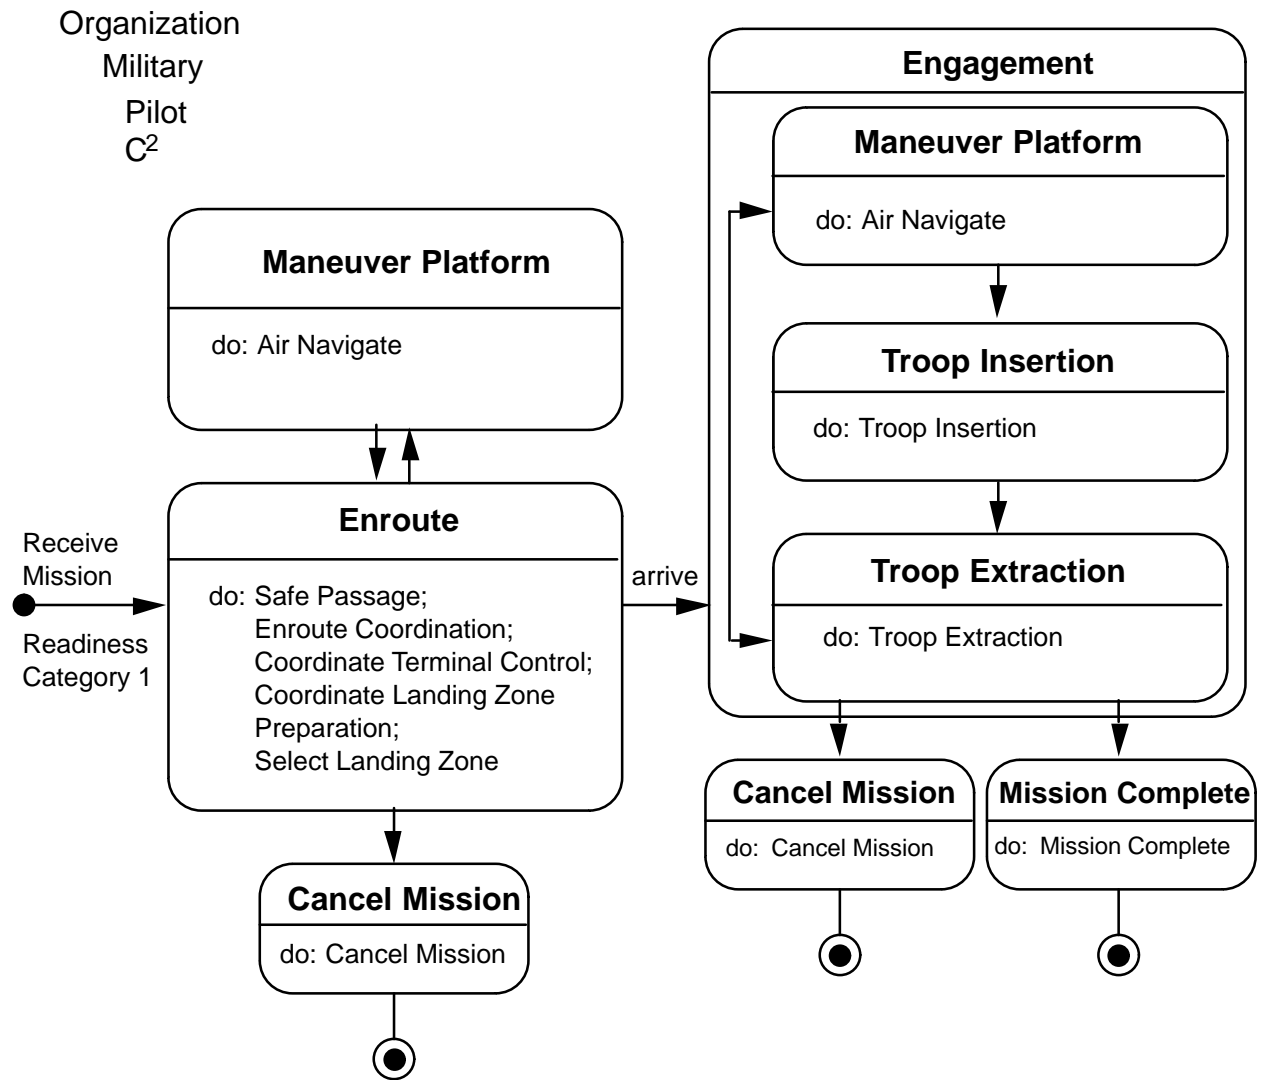 Organization
Military
Pilot
C²
Maneuver Platform
do: Air Navigate
Receive
Mission
Readiness
Category 1
Enroute
do: Safe Passage;
Enroute Coordination;
Coordinate Terminal Control;
Coordinate Landing Zone
Preparation;
Select Landing Zone
Cancel Mission
do: Cancel Mission
arrive
Engagement
Maneuver Platform
do: Air Navigate
Troop Insertion
do: Troop Insertion
Troop Extraction
do: Troop Extraction
Cancel Mission
do: Cancel Mission
Mission Complete
do: Mission Complete